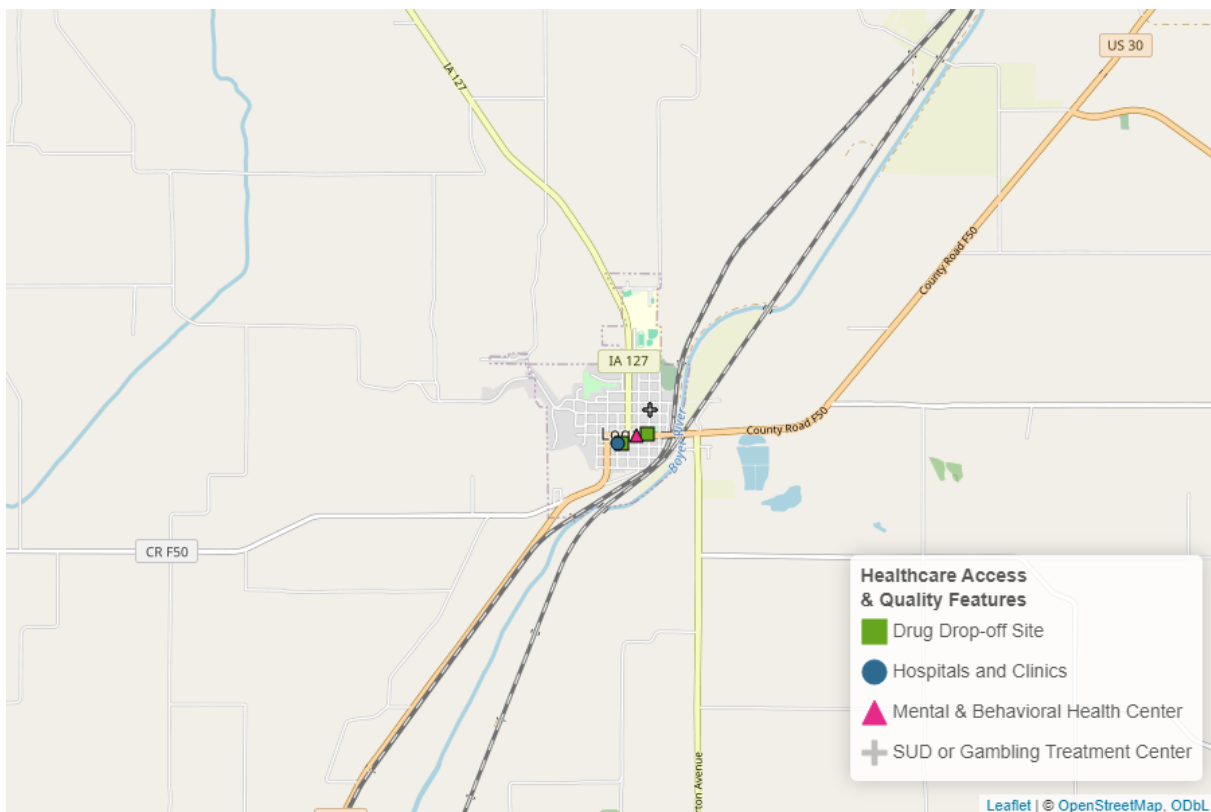 US 30
IA 127
County Road F50
IA 127
Boyer River
County Road F50
CR F50
Healthcare Access
& Quality Features
Drug Drop-off Site
Hospitals and Clinics
Mental & Behavioral Health Center
SUD or Gambling Treatment Center
Leaflet | © OpenStreetMap, ODbL